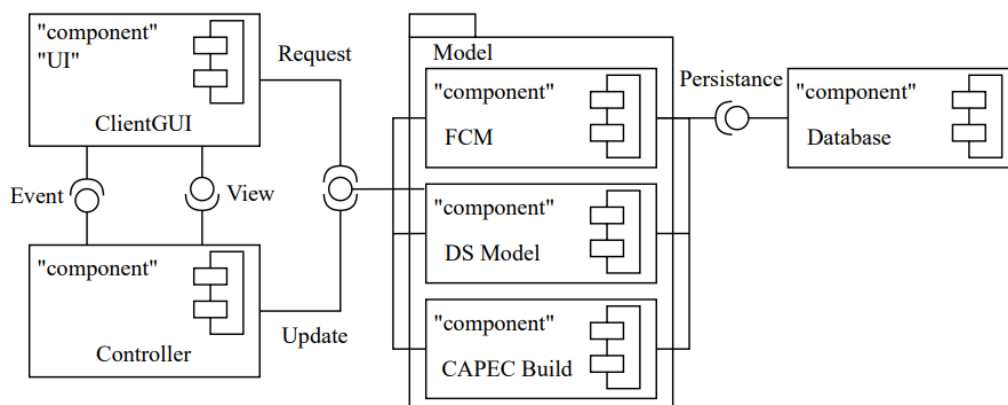 "component"
"UI"
ClientGUI
Request
Event
View
"component"
Controller
Update
Model
"component"
FCM
"component"
DS Model
"component"
CAPEC Build
Persistance
"component"
Database